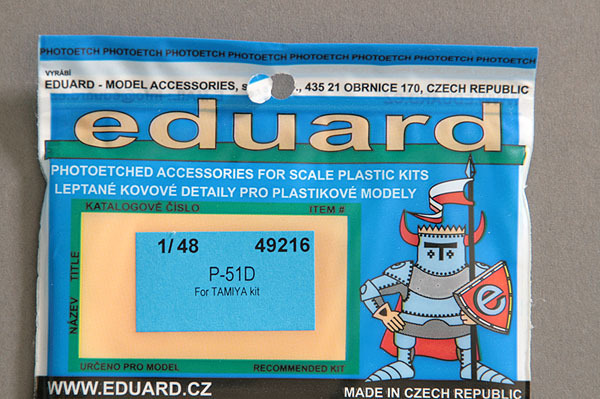 PHOTOETCH PHOTOETCH PHOTOETCH PHOTOETCH PHOTOETCH PHOTOETCH PHOTOETCH PHOTOETCH
VYRÁBÍ
EDUARD - MODEL ACCESSORIES, 435 21 OBRNICE 170, CZECH REPUBLIC
eduard
PHOTOETCHED ACCESSORIES FOR SCALE PLASTIC KITS
LEPTANÉ KOVOVÉ DETAILY PRO PLASTIKOVÉ MODELY
KATALOGOVÉ ČÍSLO ITEM #
1/48 49216
P-51D
For TAMIYA kit
NÁZEV TITLE
e
URČENO PRO MODEL RECOMMENDED KIT
WWW.EDUARD.CZ MADE IN CZECH REPUBLIC